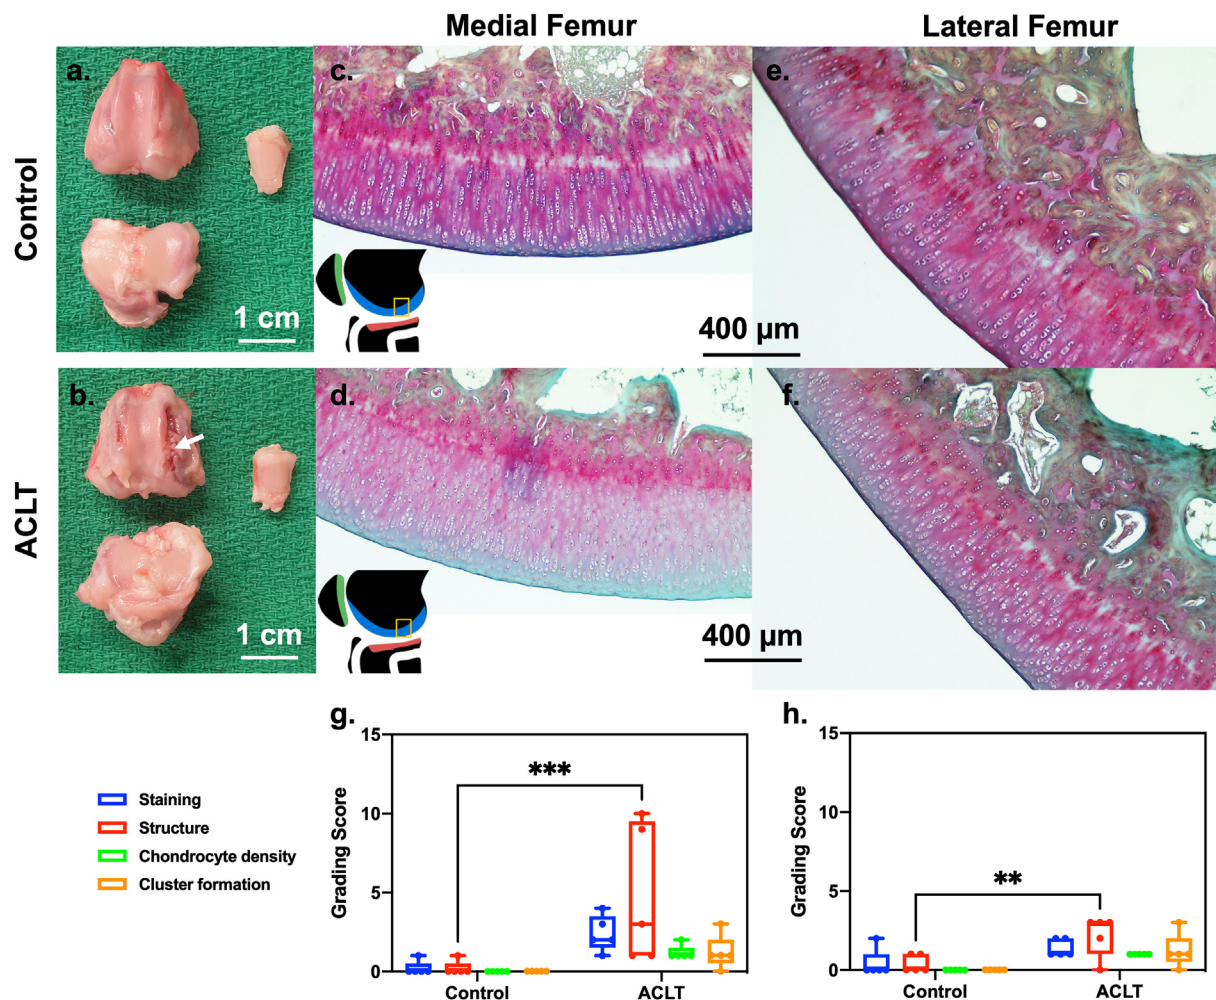 Medial Femur
Lateral Femur
Control
a.
c.
e.
1 cm
400 µm
ACLT
b.
d.
f.
1 cm
400 µm
g.
h.
Staining
Structure
Chondrocyte density
Cluster formation
Grading Score
15
10
5
0
***
Control
ACLT
Grading Score
15
10
5
0
**
Control
ACLT